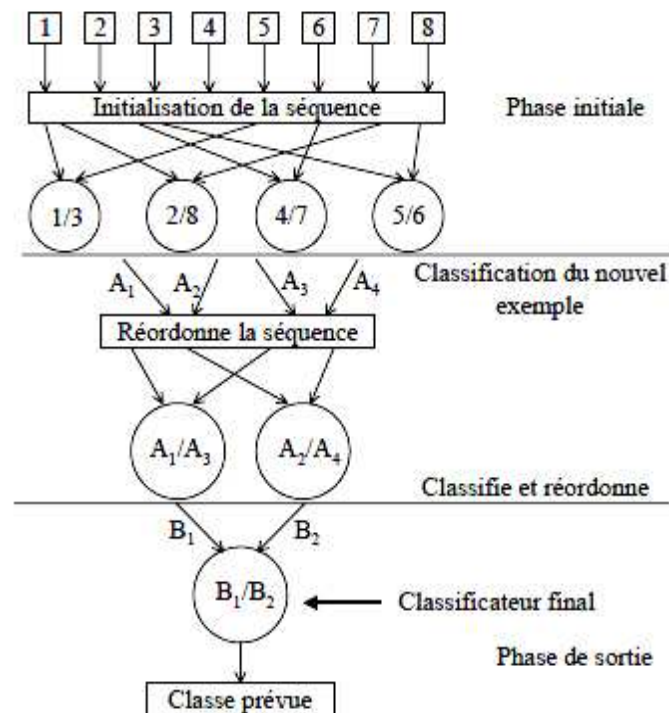 1 2 3 4 5 6 7 8
Initialisation de la séquence
Phase initiale
1/3 2/8 4/7 5/6
Classification du nouvel
exemple
A1 A2 A3 A4
Réordonne la séquence
A1/A3 A2/A4
Classifie et réordonne
B1 B2
B1/B2
Classificateur final
Phase de sortie
Classe prévue